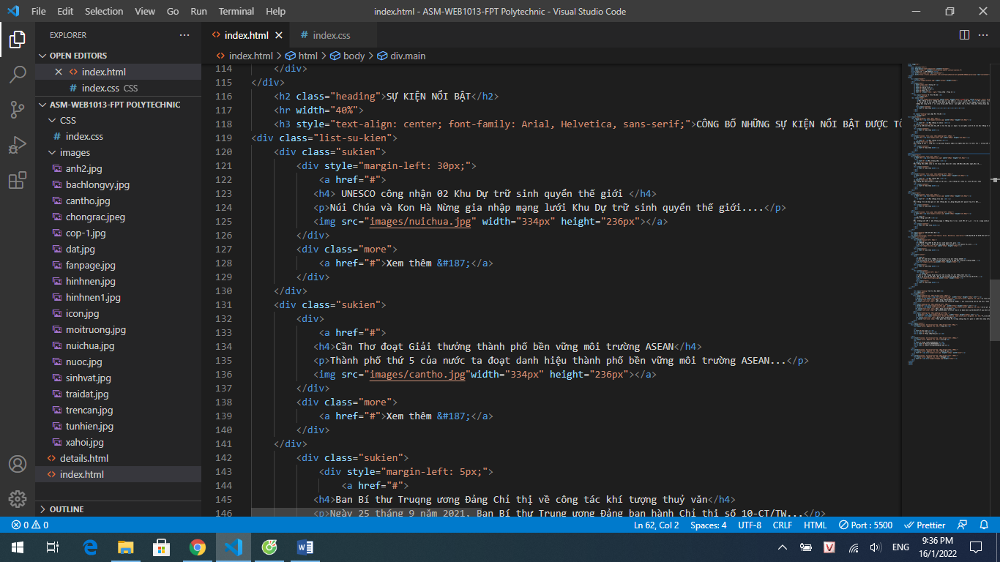 File Edit Selection View Go Run Terminal Help index.html - ASM-WEB1013-FPT Polytechnic - Visual Studio Code
EXPLORER
OPEN EDITORS
index.html
index.css CSS
ASM-WEB1013-FPT POLYTECHNIC
CSS
index.css
images
anh2.jpg
bachlongvy.jpg
cantho.jpg
chongrac.jpeg
cop-1.jpg
dat.jpg
fanpage.jpg
hinhnen.jpg
hinhnen1.jpg
icon.jpg
moitruong.jpg
nuichua.jpg
nuoc.jpg
sinhvat.jpg
traidat.jpg
trencan.jpg
tunhien.jpg
xahoi.jpg
details.html
index.html
OUTLINE
index.html index.css
index.html > html > body > div.main
114 </div>
115 </div>
116 <h2 class="heading">SỰ KIỆN NỔI BẬT</h2>
117 <hr width="40%">
118 <h3 style="text-align: center; font-family: Arial, Helvetica, sans-serif;">CÔNG BỐ NHỮNG SỰ KIỆN NỔI BẬT ĐƯỢC TỔ
119 <div class="list-su-kien">
120 <div class="sukien">
121 <div style="margin-left: 30px;">
122 <a href="#">
123 <h4> UNESCO công nhận 02 Khu Dự trữ sinh quyển thế giới </h4>
124 <p>Núi Chúa và Kon Hà Nừng gia nhập mạng lưới Khu Dự trữ sinh quyển thế giới....</p>
125 <img src="images/nuichua.jpg" width="334px" height="236px"></a>
126 </div>
127 <div class="more">
128 <a href="#">Xem thêm &#187;</a>
129 </div>
130 </div>
131 <div class="sukien">
132 <div>
133 <a href="#">
134 <h4>Cần Thơ đoạt Giải thưởng thành phố bền vững môi trường ASEAN</h4>
135 <p>Thành phố thứ 5 của nước ta đoạt danh hiệu thành phố bền vững môi trường ASEAN...</p>
136 <img src="images/cantho.jpg"width="334px" height="236px"></a>
137 </div>
138 <div class="more">
139 <a href="#">Xem thêm &#187;</a>
140 </div>
141 </div>
142 <div class="sukien">
143 <div style="margin-left: 5px;">
144 <a href="#">
145 <h4>Ban Bí thư Truqng ương Đảng Chỉ thị về công tác khí tượng thuỷ văn</h4>
146 <p>Ngày 25 tháng 9 năm 2021, Ban Bí thư Trung ương Đảng ban hành Chỉ thị số 10-CT/TW...</p>
0 0 Ln 62, Col 2 Spaces: 4 UTF-8 CRLF HTML Port : 5500 Prettier
ENG 9:36 PM
16/1/2022